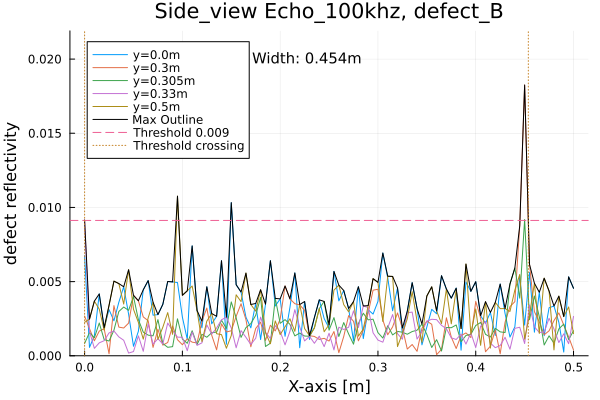 Side_view Echo_100khz, defect_B
Width: 0.454m
y=0.0m
y=0.3m
y=0.305m
y=0.33m
y=0.5m
Max Outline
Threshold 0.009
Threshold crossing
defect reflectivity
0.020
0.015
0.010
0.005
0.000
0.0 0.1 0.2 0.3 0.4 0.5
X-axis [m]